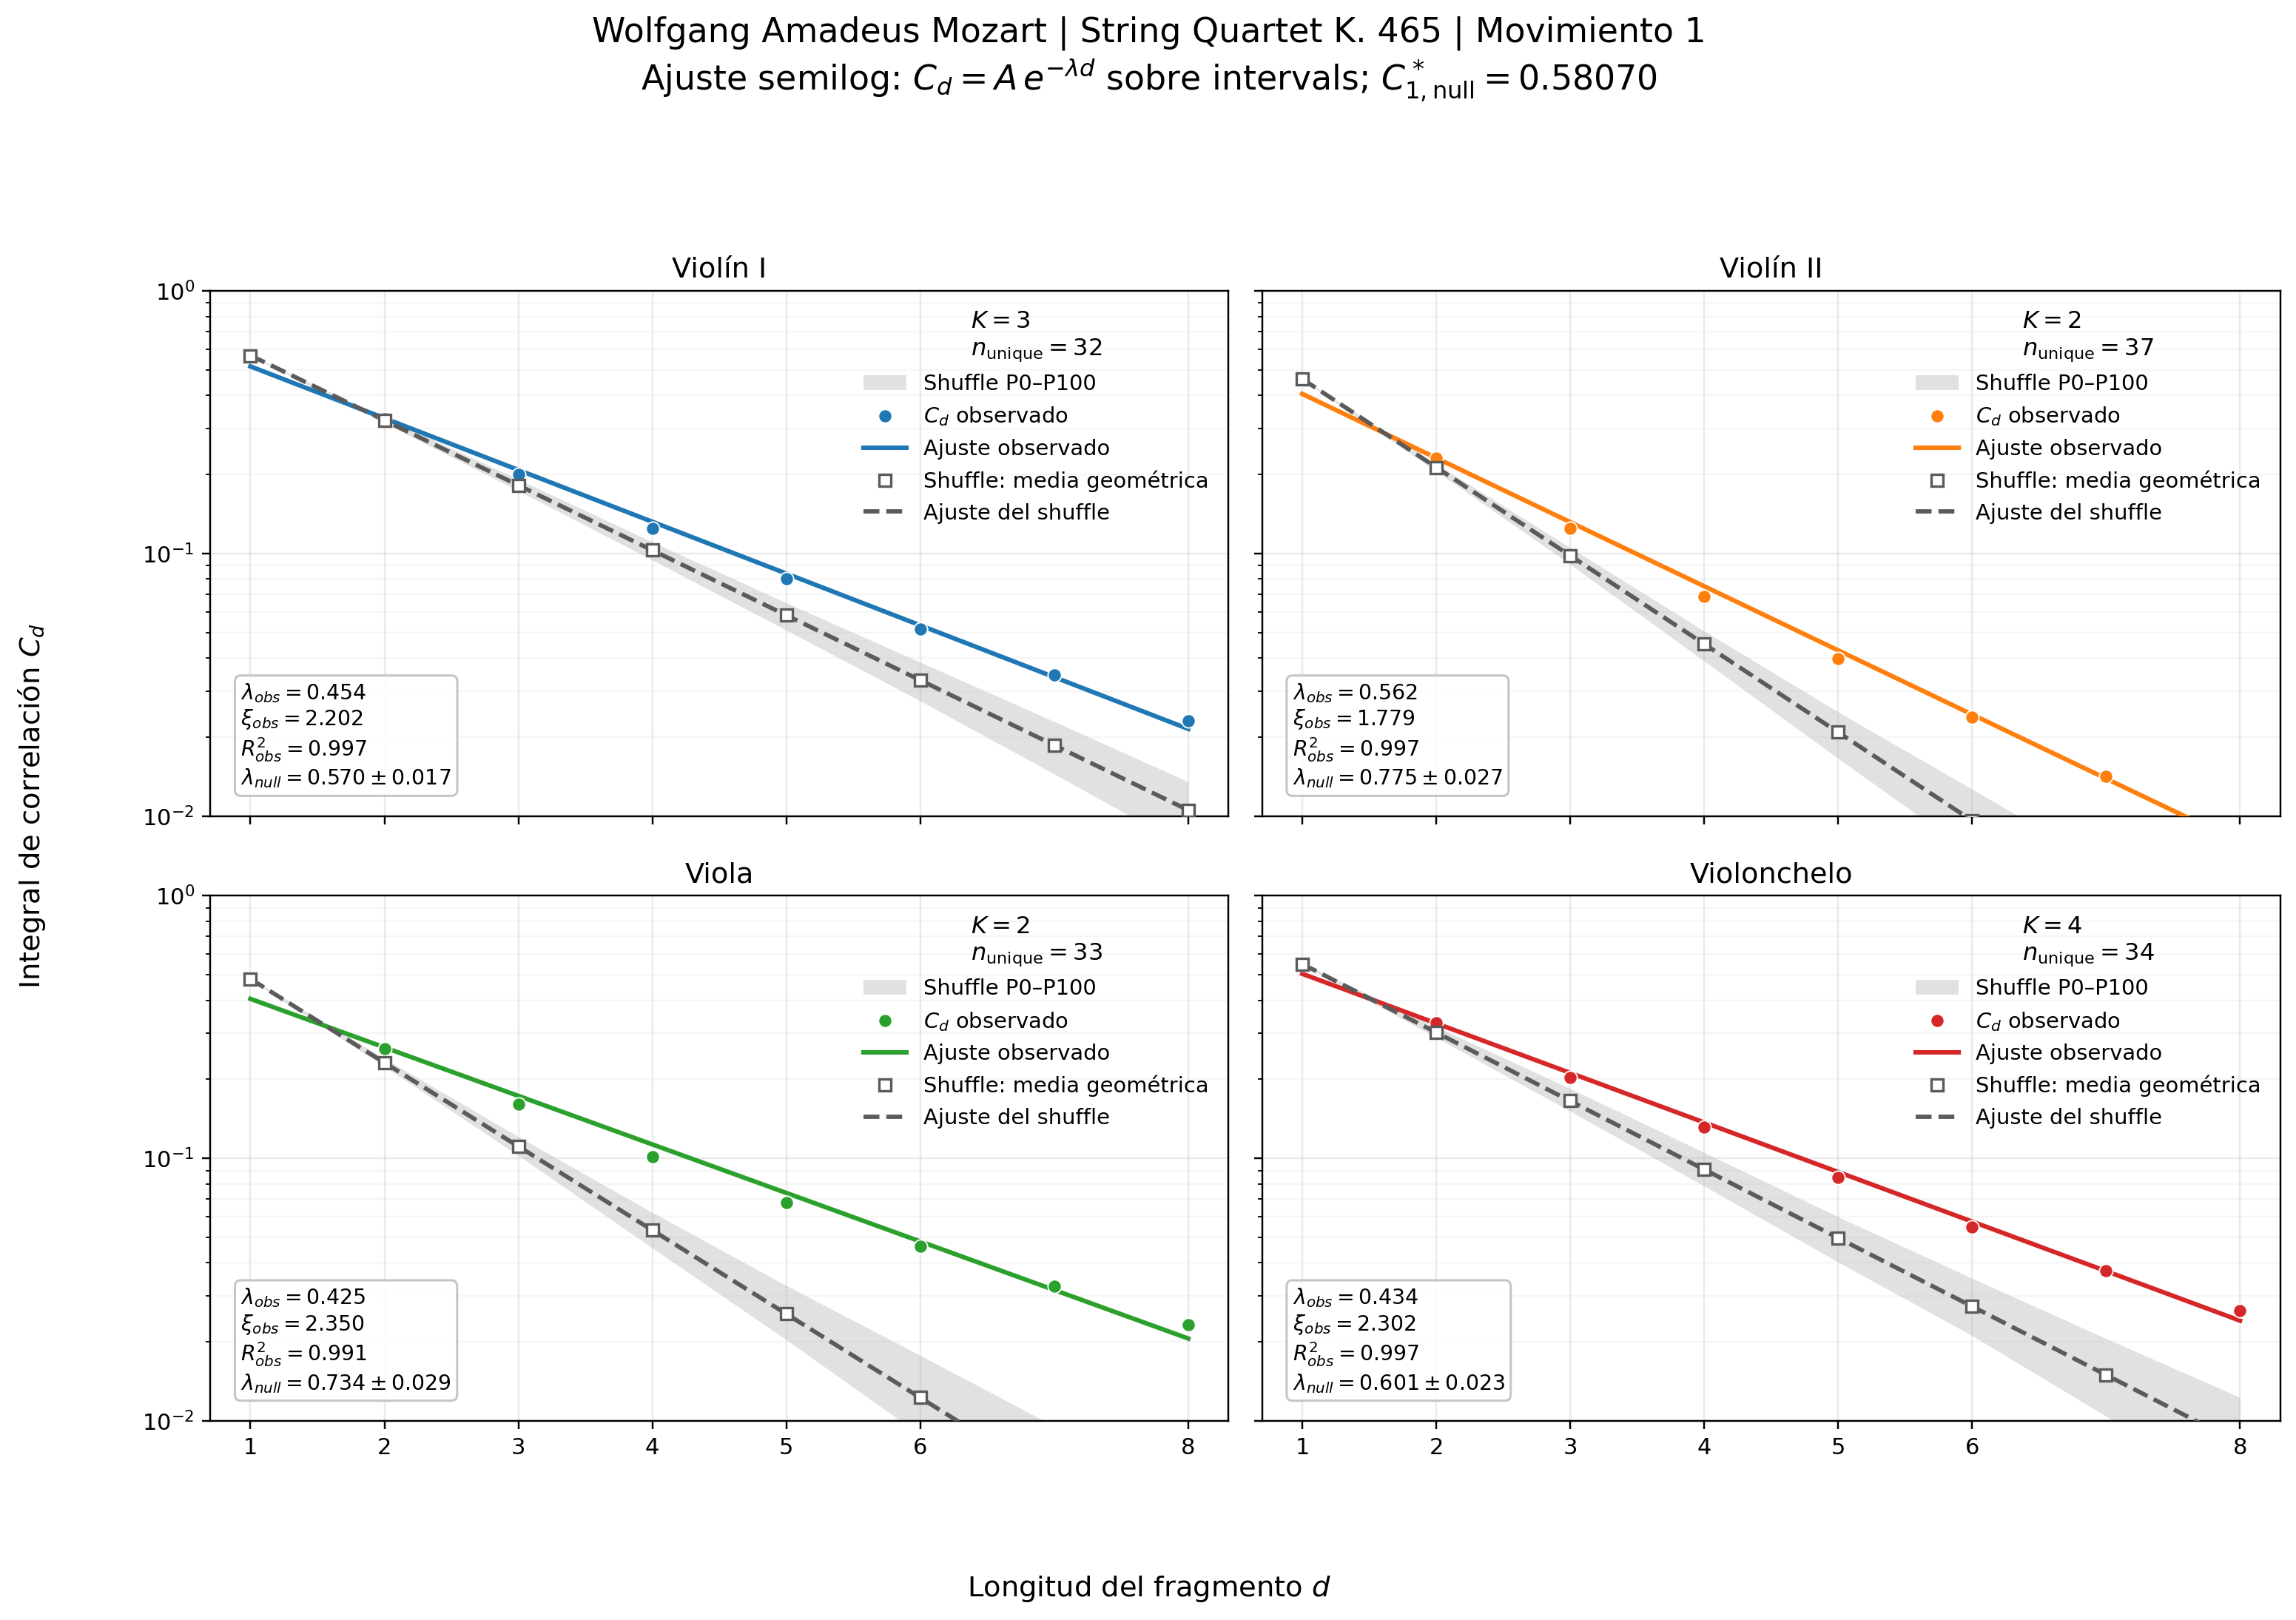 Wolfgang Amadeus Mozart | String Quartet K. 465 | Movimiento 1
Ajuste semilog: C_d = A e^{−λd} sobre intervals; C^*_{1,null} = 0.58070
Integral de correlación C_d
Violín I
10^0
10^{−1}
10^{−2}
K = 3
n_unique = 32
Shuffle P0–P100
C_d observado
Ajuste observado
Shuffle: media geométrica
Ajuste del shuffle
λ_obs = 0.454
ξ_obs = 2.202
R^2_obs = 0.997
λ_null = 0.570 ± 0.017
Violín II
K = 2
n_unique = 37
Shuffle P0–P100
C_d observado
Ajuste observado
Shuffle: media geométrica
Ajuste del shuffle
λ_obs = 0.562
ξ_obs = 1.779
R^2_obs = 0.997
λ_null = 0.775 ± 0.027
Viola
10^0
10^{−1}
10^{−2}
K = 2
n_unique = 33
Shuffle P0–P100
C_d observado
Ajuste observado
Shuffle: media geométrica
Ajuste del shuffle
λ_obs = 0.425
ξ_obs = 2.350
R^2_obs = 0.991
λ_null = 0.734 ± 0.029
1 2 3 4 5 6 8
Violonchelo
K = 4
n_unique = 34
Shuffle P0–P100
C_d observado
Ajuste observado
Shuffle: media geométrica
Ajuste del shuffle
λ_obs = 0.434
ξ_obs = 2.302
R^2_obs = 0.997
λ_null = 0.601 ± 0.023
1 2 3 4 5 6 8
Longitud del fragmento d